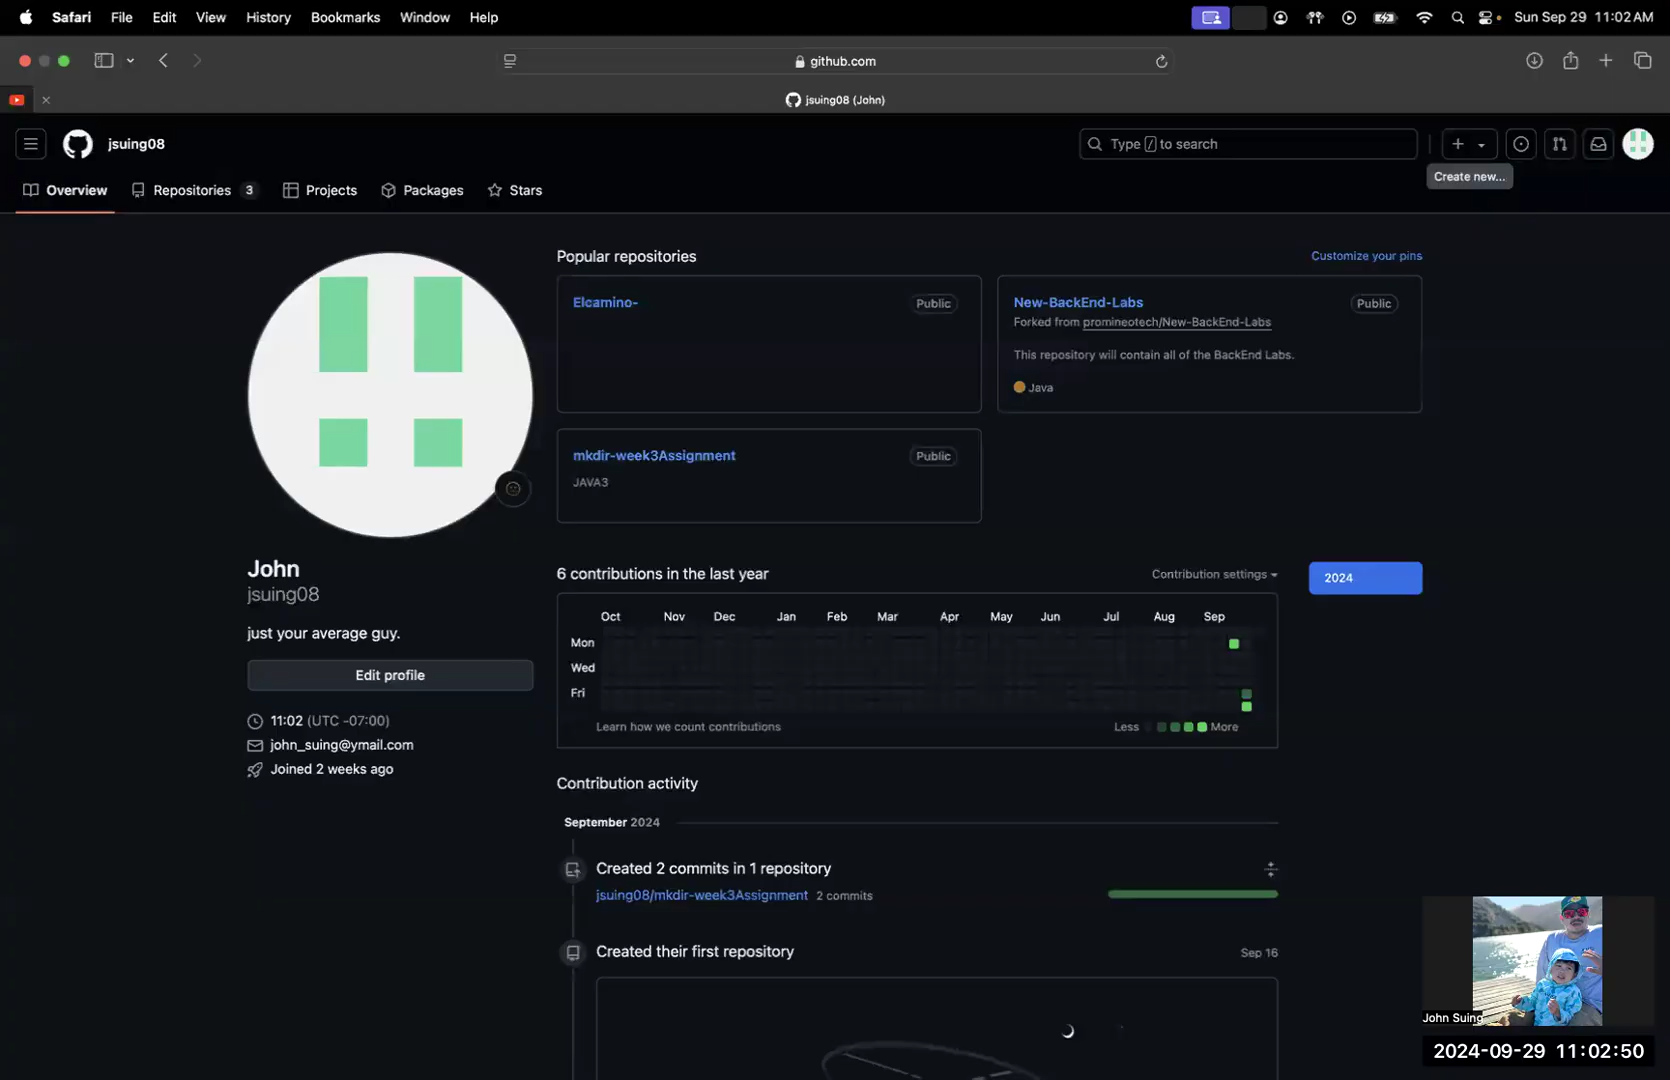 Safari File Edit View History Bookmarks Window Help
Sun Sep 29 11:02 AM
github.com
jsuing08 (John)
jsuing08
Type / to search
Create new...
Overview Repositories 3 Projects Packages Stars
Popular repositories
Customize your pins
Elcamino-
Public
New-BackEnd-Labs
Public
Forked from promineotech/New-BackEnd-Labs
This repository will contain all of the BackEnd Labs.
Java
mkdir-week3Assignment
Public
JAVA3
John
jsuing08
just your average guy.
Edit profile
11:02 (UTC -07:00)
john_suing@ymail.com
Joined 2 weeks ago
6 contributions in the last year
Contribution settings
2024
Oct Nov Dec Jan Feb Mar Apr May Jun Jul Aug Sep
Mon
Wed
Fri
Learn how we count contributions
Less More
Contribution activity
September 2024
Created 2 commits in 1 repository
jsuing08/mkdir-week3Assignment 2 commits
Created their first repository
Sep 16
John Suing
2024-09-29 11:02:50